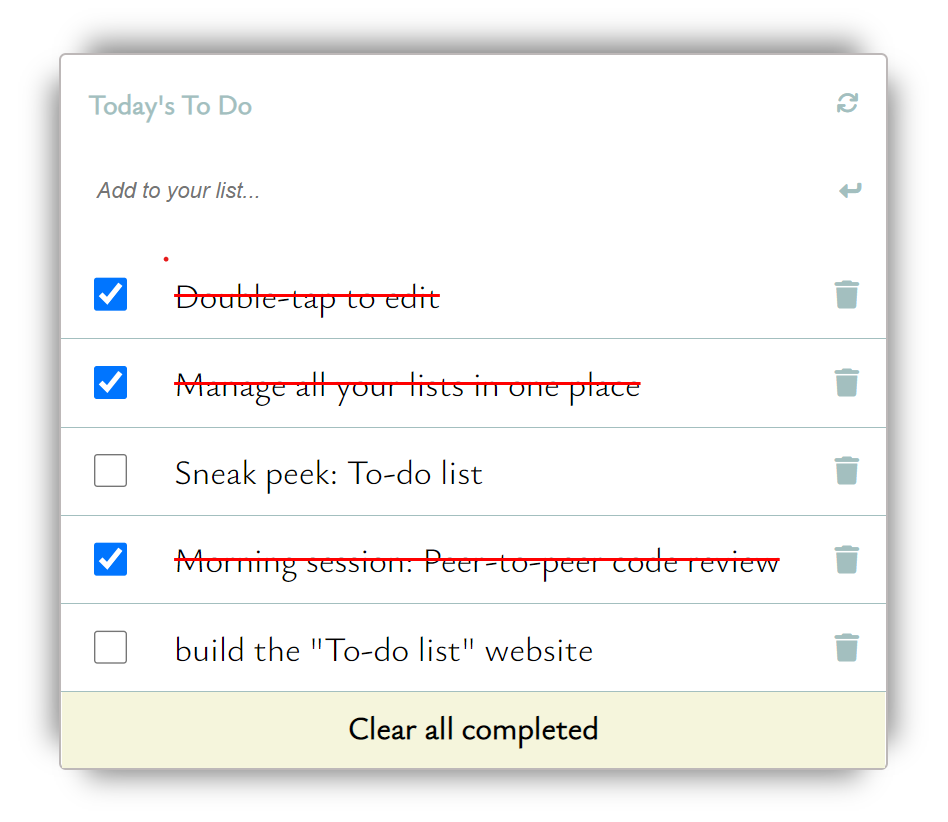 Today's To Do
Add to your list...
Double-tap to edit
Manage all your lists in one place
Sneak peek: To-do list
Morning session: Peer-to-peer code review
build the "To-do list" website
Clear all completed